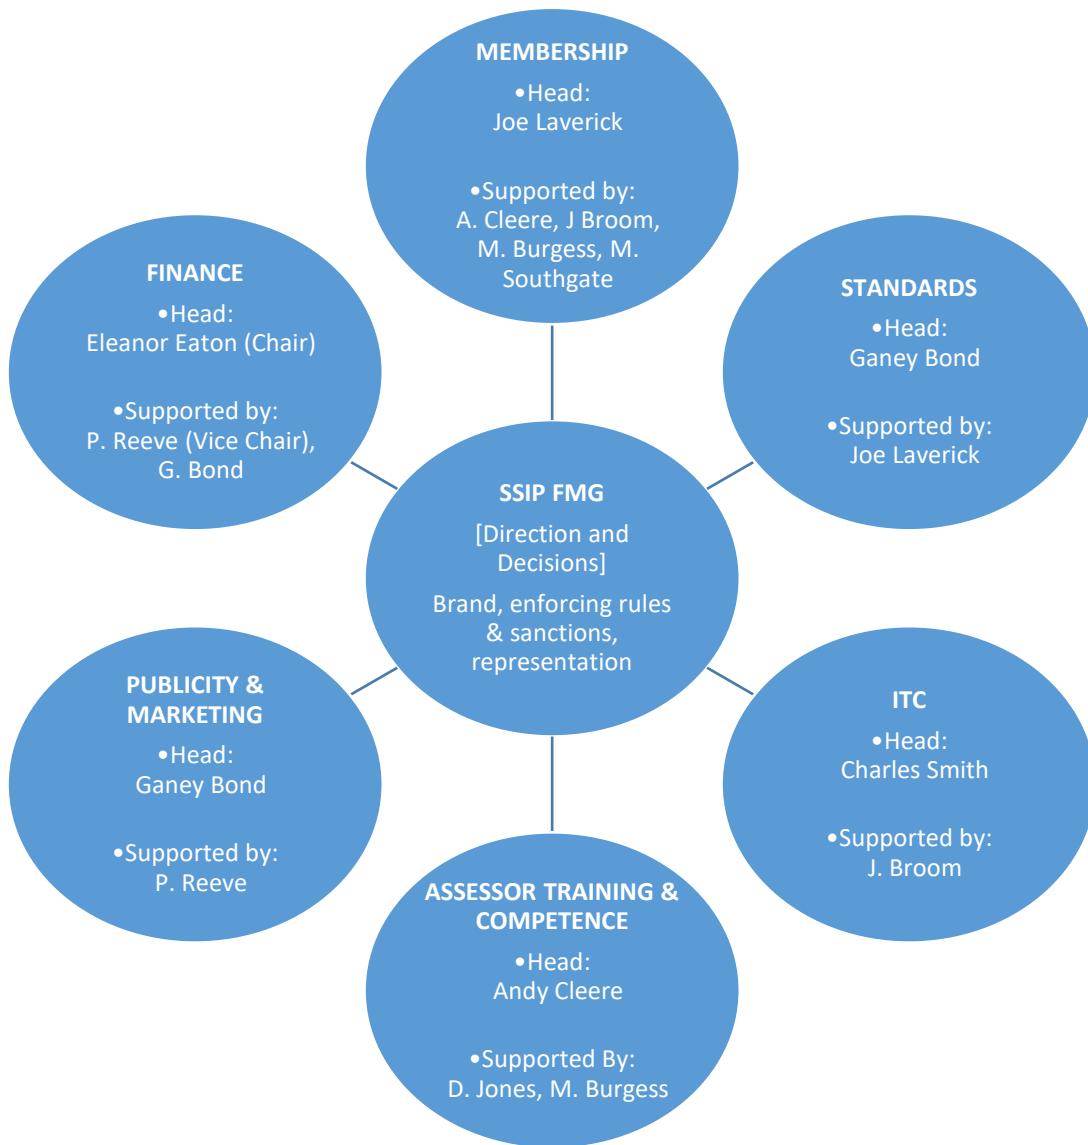 MEMBERSHIP
•Head:
Joe Laverick
•Supported by:
A. Cleere, J Broom,
M. Burgess, M.
Southgate
FINANCE
•Head:
Eleanor Eaton (Chair)
•Supported by:
P. Reeve (Vice Chair),
G. Bond
STANDARDS
•Head:
Ganey Bond
•Supported by:
Joe Laverick
SSIP FMG
[Direction and
Decisions]
Brand, enforcing rules
& sanctions,
representation
PUBLICITY &
MARKETING
•Head:
Ganey Bond
•Supported by:
P. Reeve
ITC
•Head:
Charles Smith
•Supported by:
J. Broom
ASSESSOR TRAINING &
COMPETENCE
•Head:
Andy Cleere
•Supported By:
D. Jones, M. Burgess